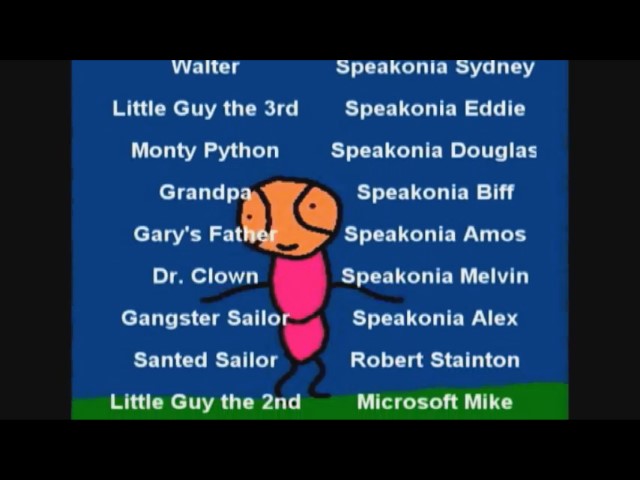 Walter Speakonia Sydney
Little Guy the 3rd Speakonia Eddie
Monty Python Speakonia Douglas
Grandpa Speakonia Biff
Gary's Father Speakonia Amos
Dr. Clown Speakonia Melvin
Gangster Sailor Speakonia Alex
Santed Sailor Robert Stainton
Little Guy the 2nd Microsoft Mike